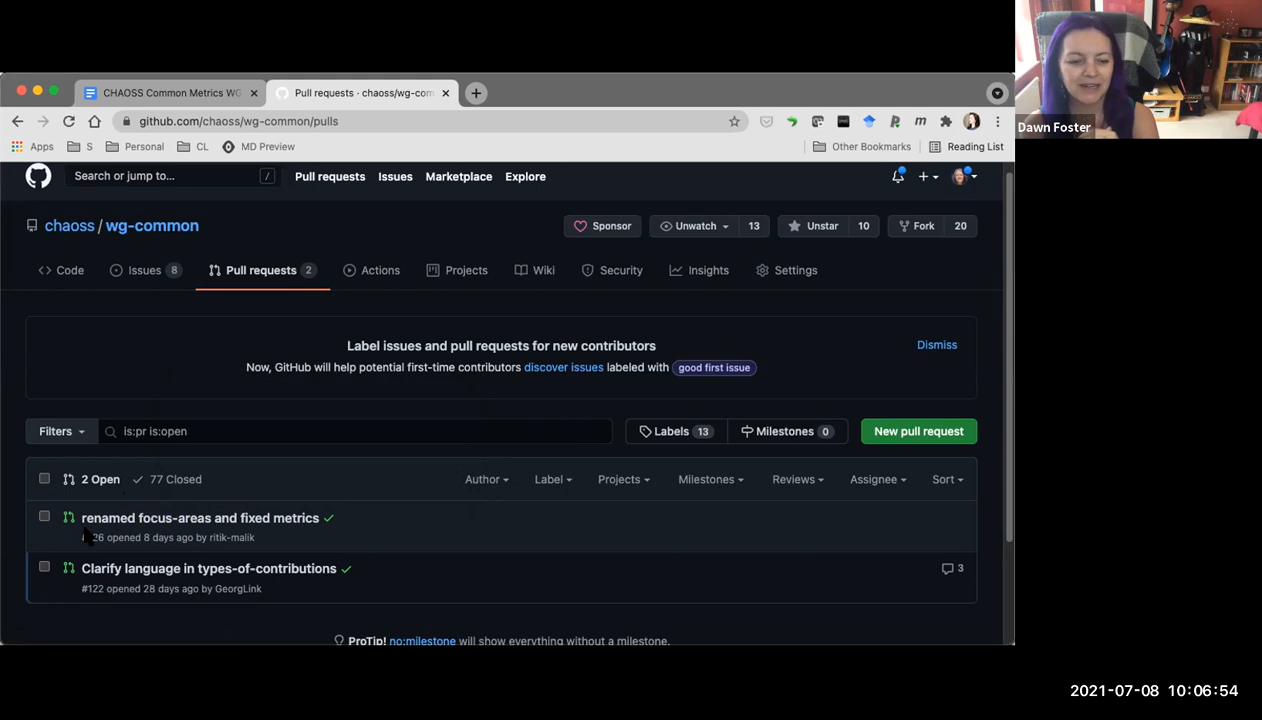 CHAOSS Common Metrics WG
Pull requests · chaoss/wg-com
github.com/chaoss/wg-common/pulls
Apps S Personal CL MD Preview Other Bookmarks Reading List
Dawn Foster
Search or jump to... / Pull requests Issues Marketplace Explore
chaoss / wg-common Sponsor Unwatch 13 Unstar 10 Fork 20
Code Issues 8 Pull requests 2 Actions Projects Wiki Security Insights Settings
Label issues and pull requests for new contributors
Dismiss
Now, GitHub will help potential first-time contributors discover issues labeled with good first issue
Filters is:pr is:open Labels 13 Milestones 0 New pull request
2 Open 77 Closed Author Label Projects Milestones Reviews Assignee Sort
renamed focus-areas and fixed metrics
26 opened 8 days ago by ritik-malik
Clarify language in types-of-contributions 3
#122 opened 28 days ago by GeorgLink
ProTip! no:milestone will show everything without a milestone.
2021-07-08 10:06:54